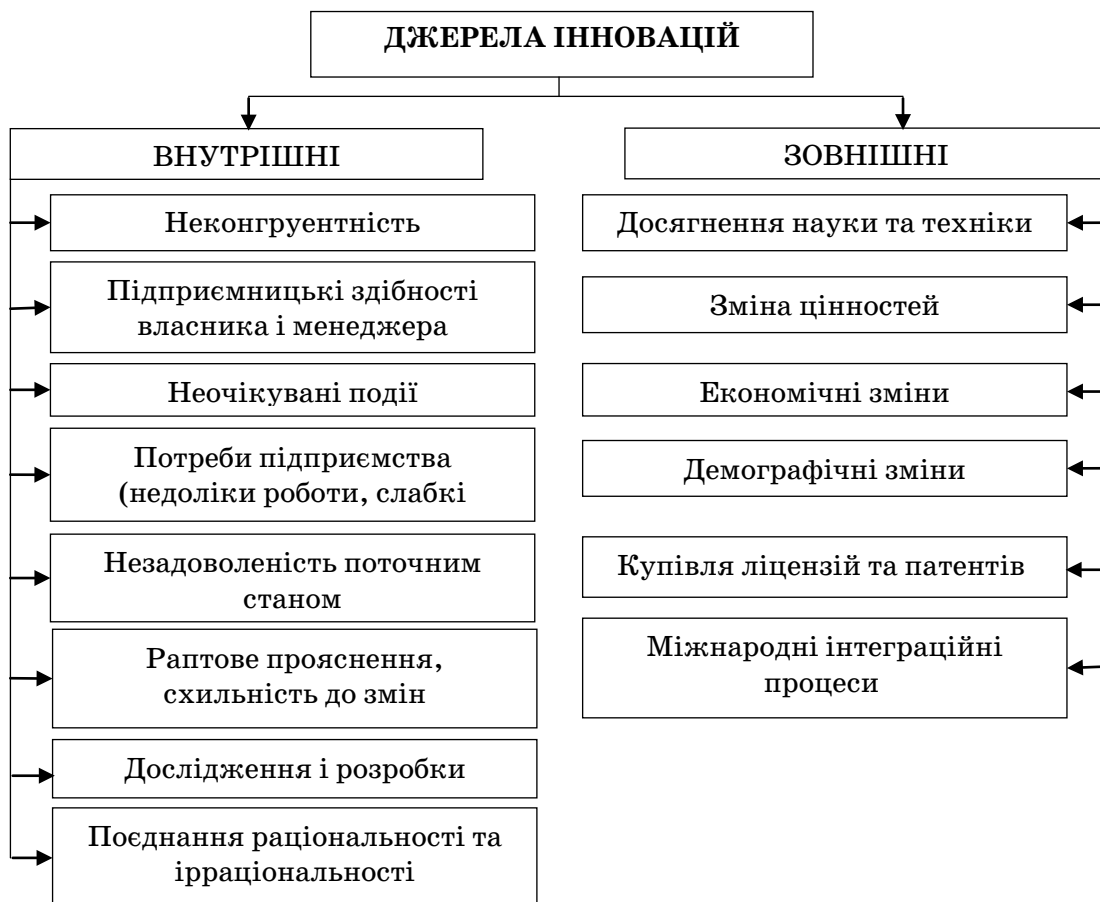 ДЖЕРЕЛА ІННОВАЦІЙ
ВНУТРІШНІ
Неконгруентність
Підприємницькі здібності
власника і менеджера
Неочікувані події
Потреби підприємства
(недоліки роботи, слабкі
Незадоволеність поточним
станом
Раптове прояснення,
схильність до змін
Дослідження і розробки
Поєднання раціональності та
ірраціональності
ЗОВНІШНІ
Досягнення науки та техніки
Зміна цінностей
Економічні зміни
Демографічні зміни
Купівля ліцензій та патентів
Міжнародні інтеграційні
процеси